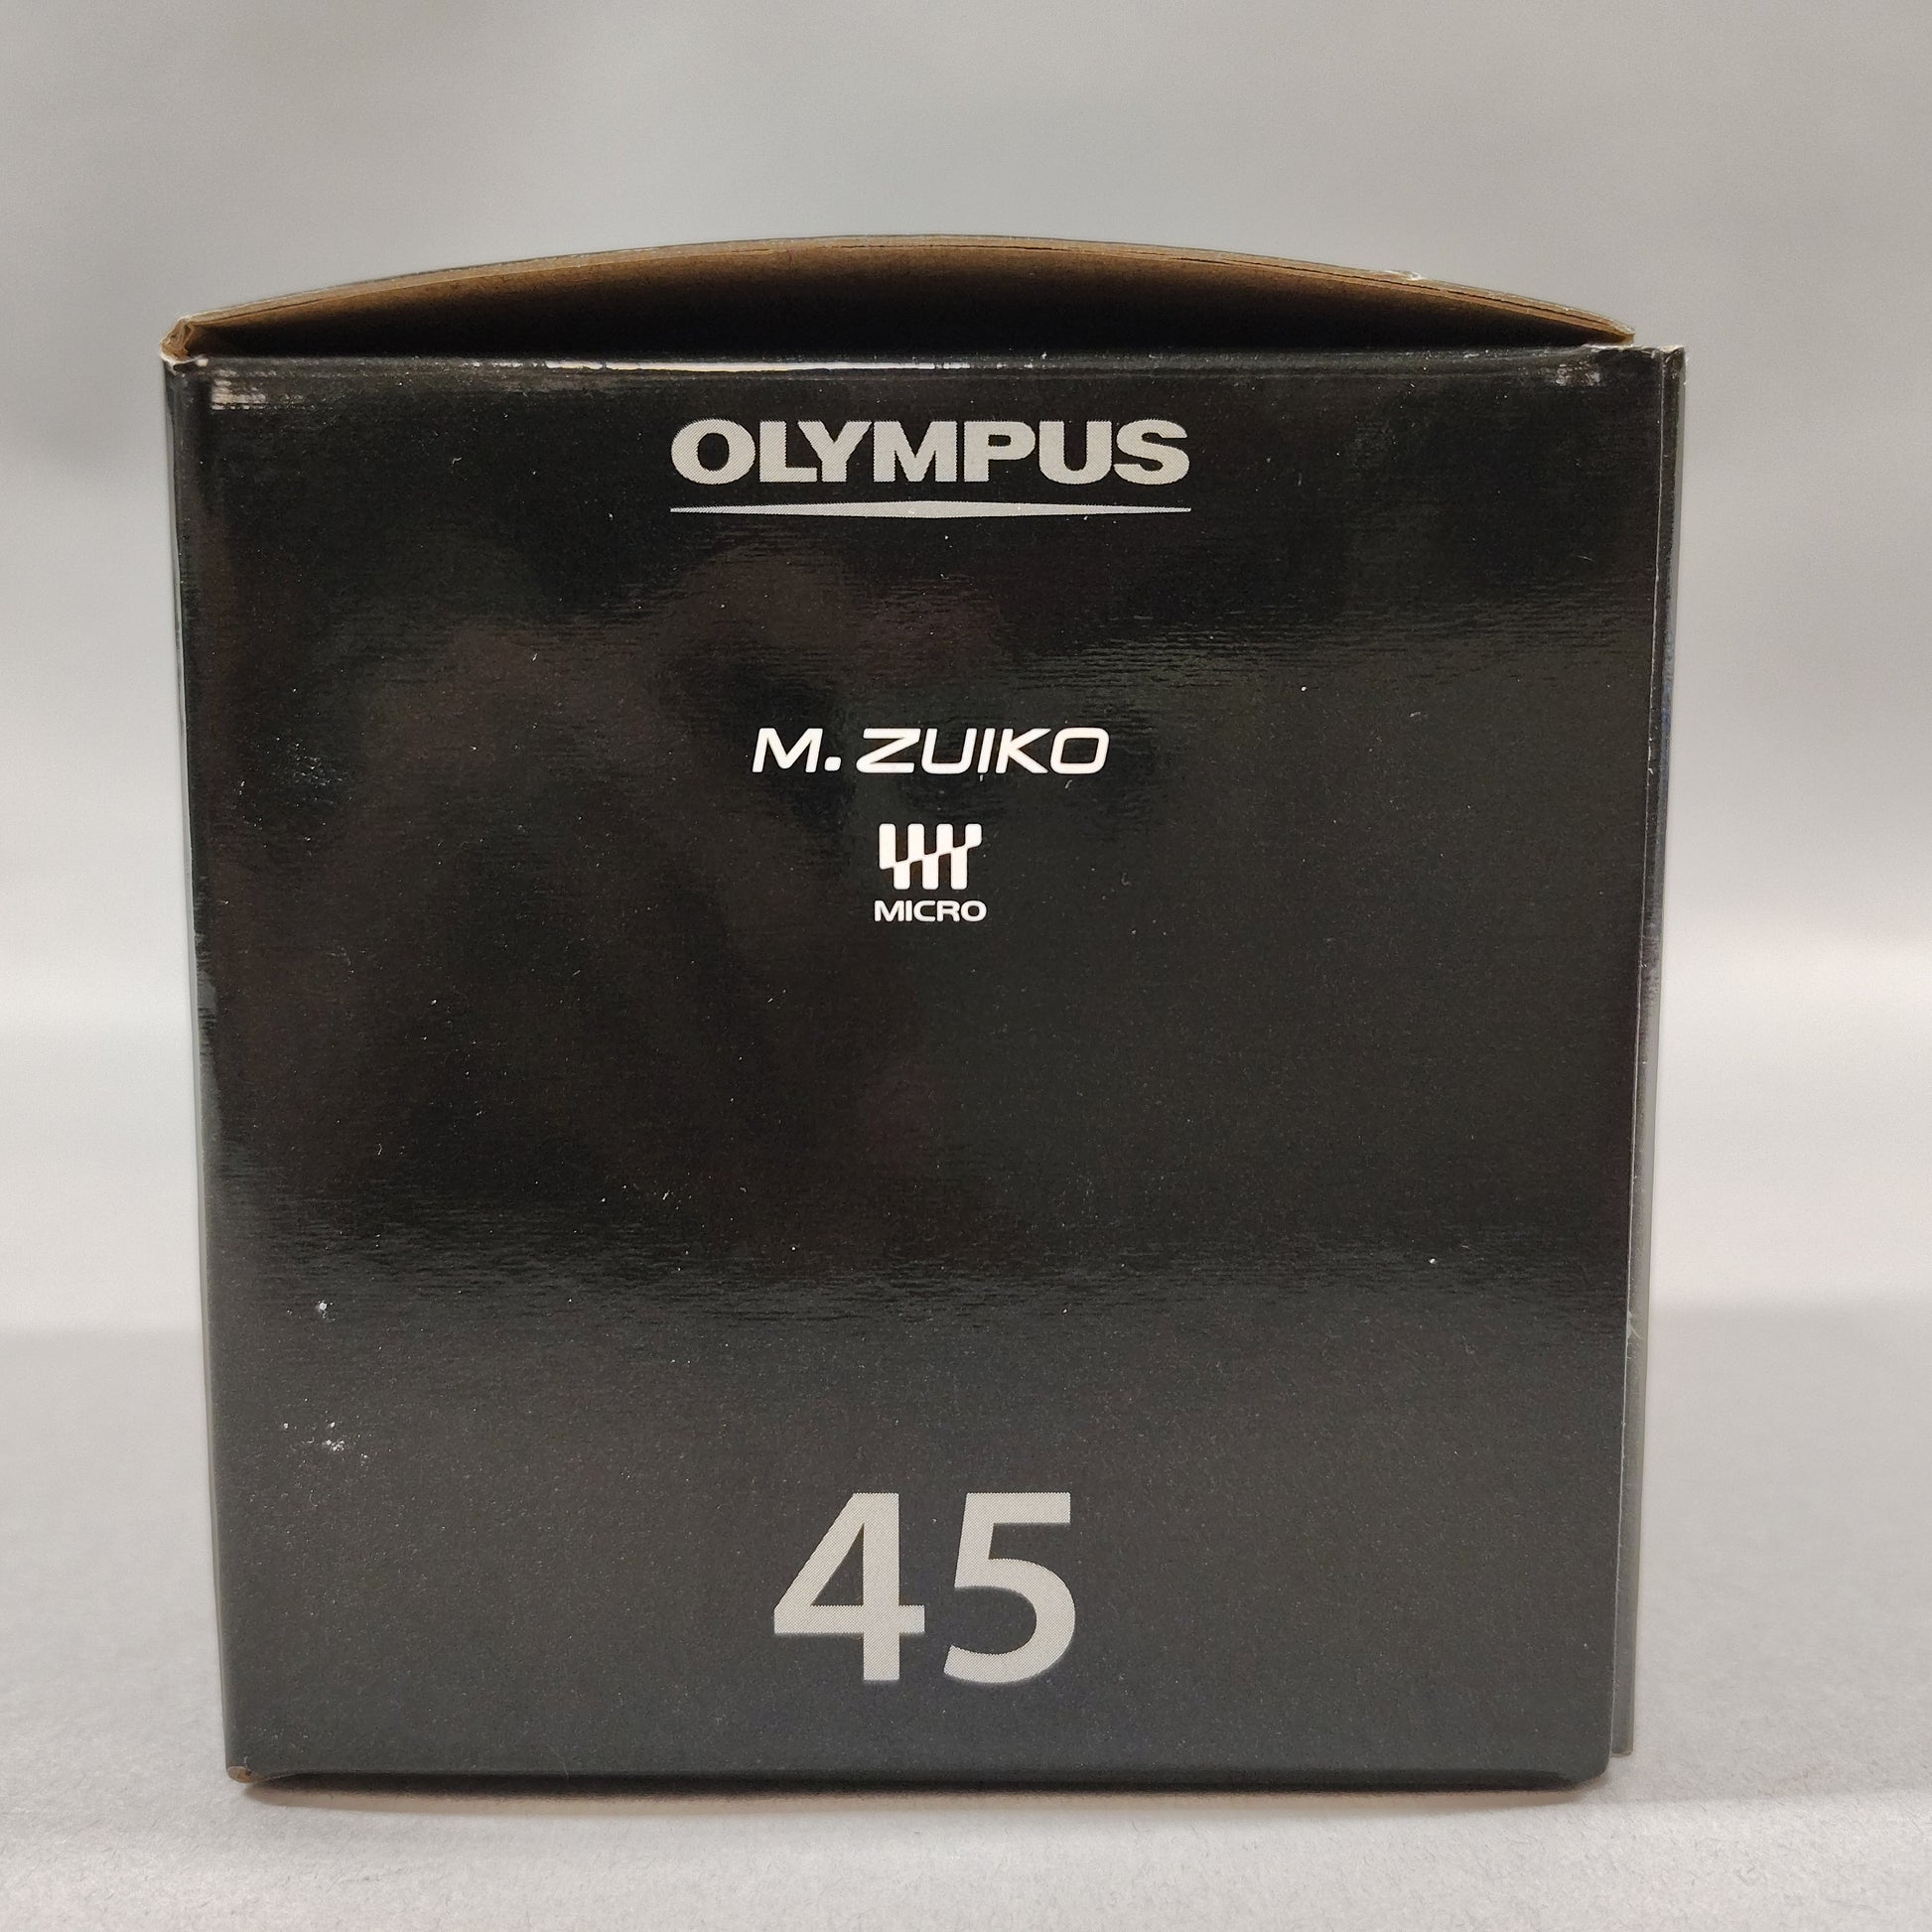 OLYMPUS
M. ZUIKO
MICRO
45